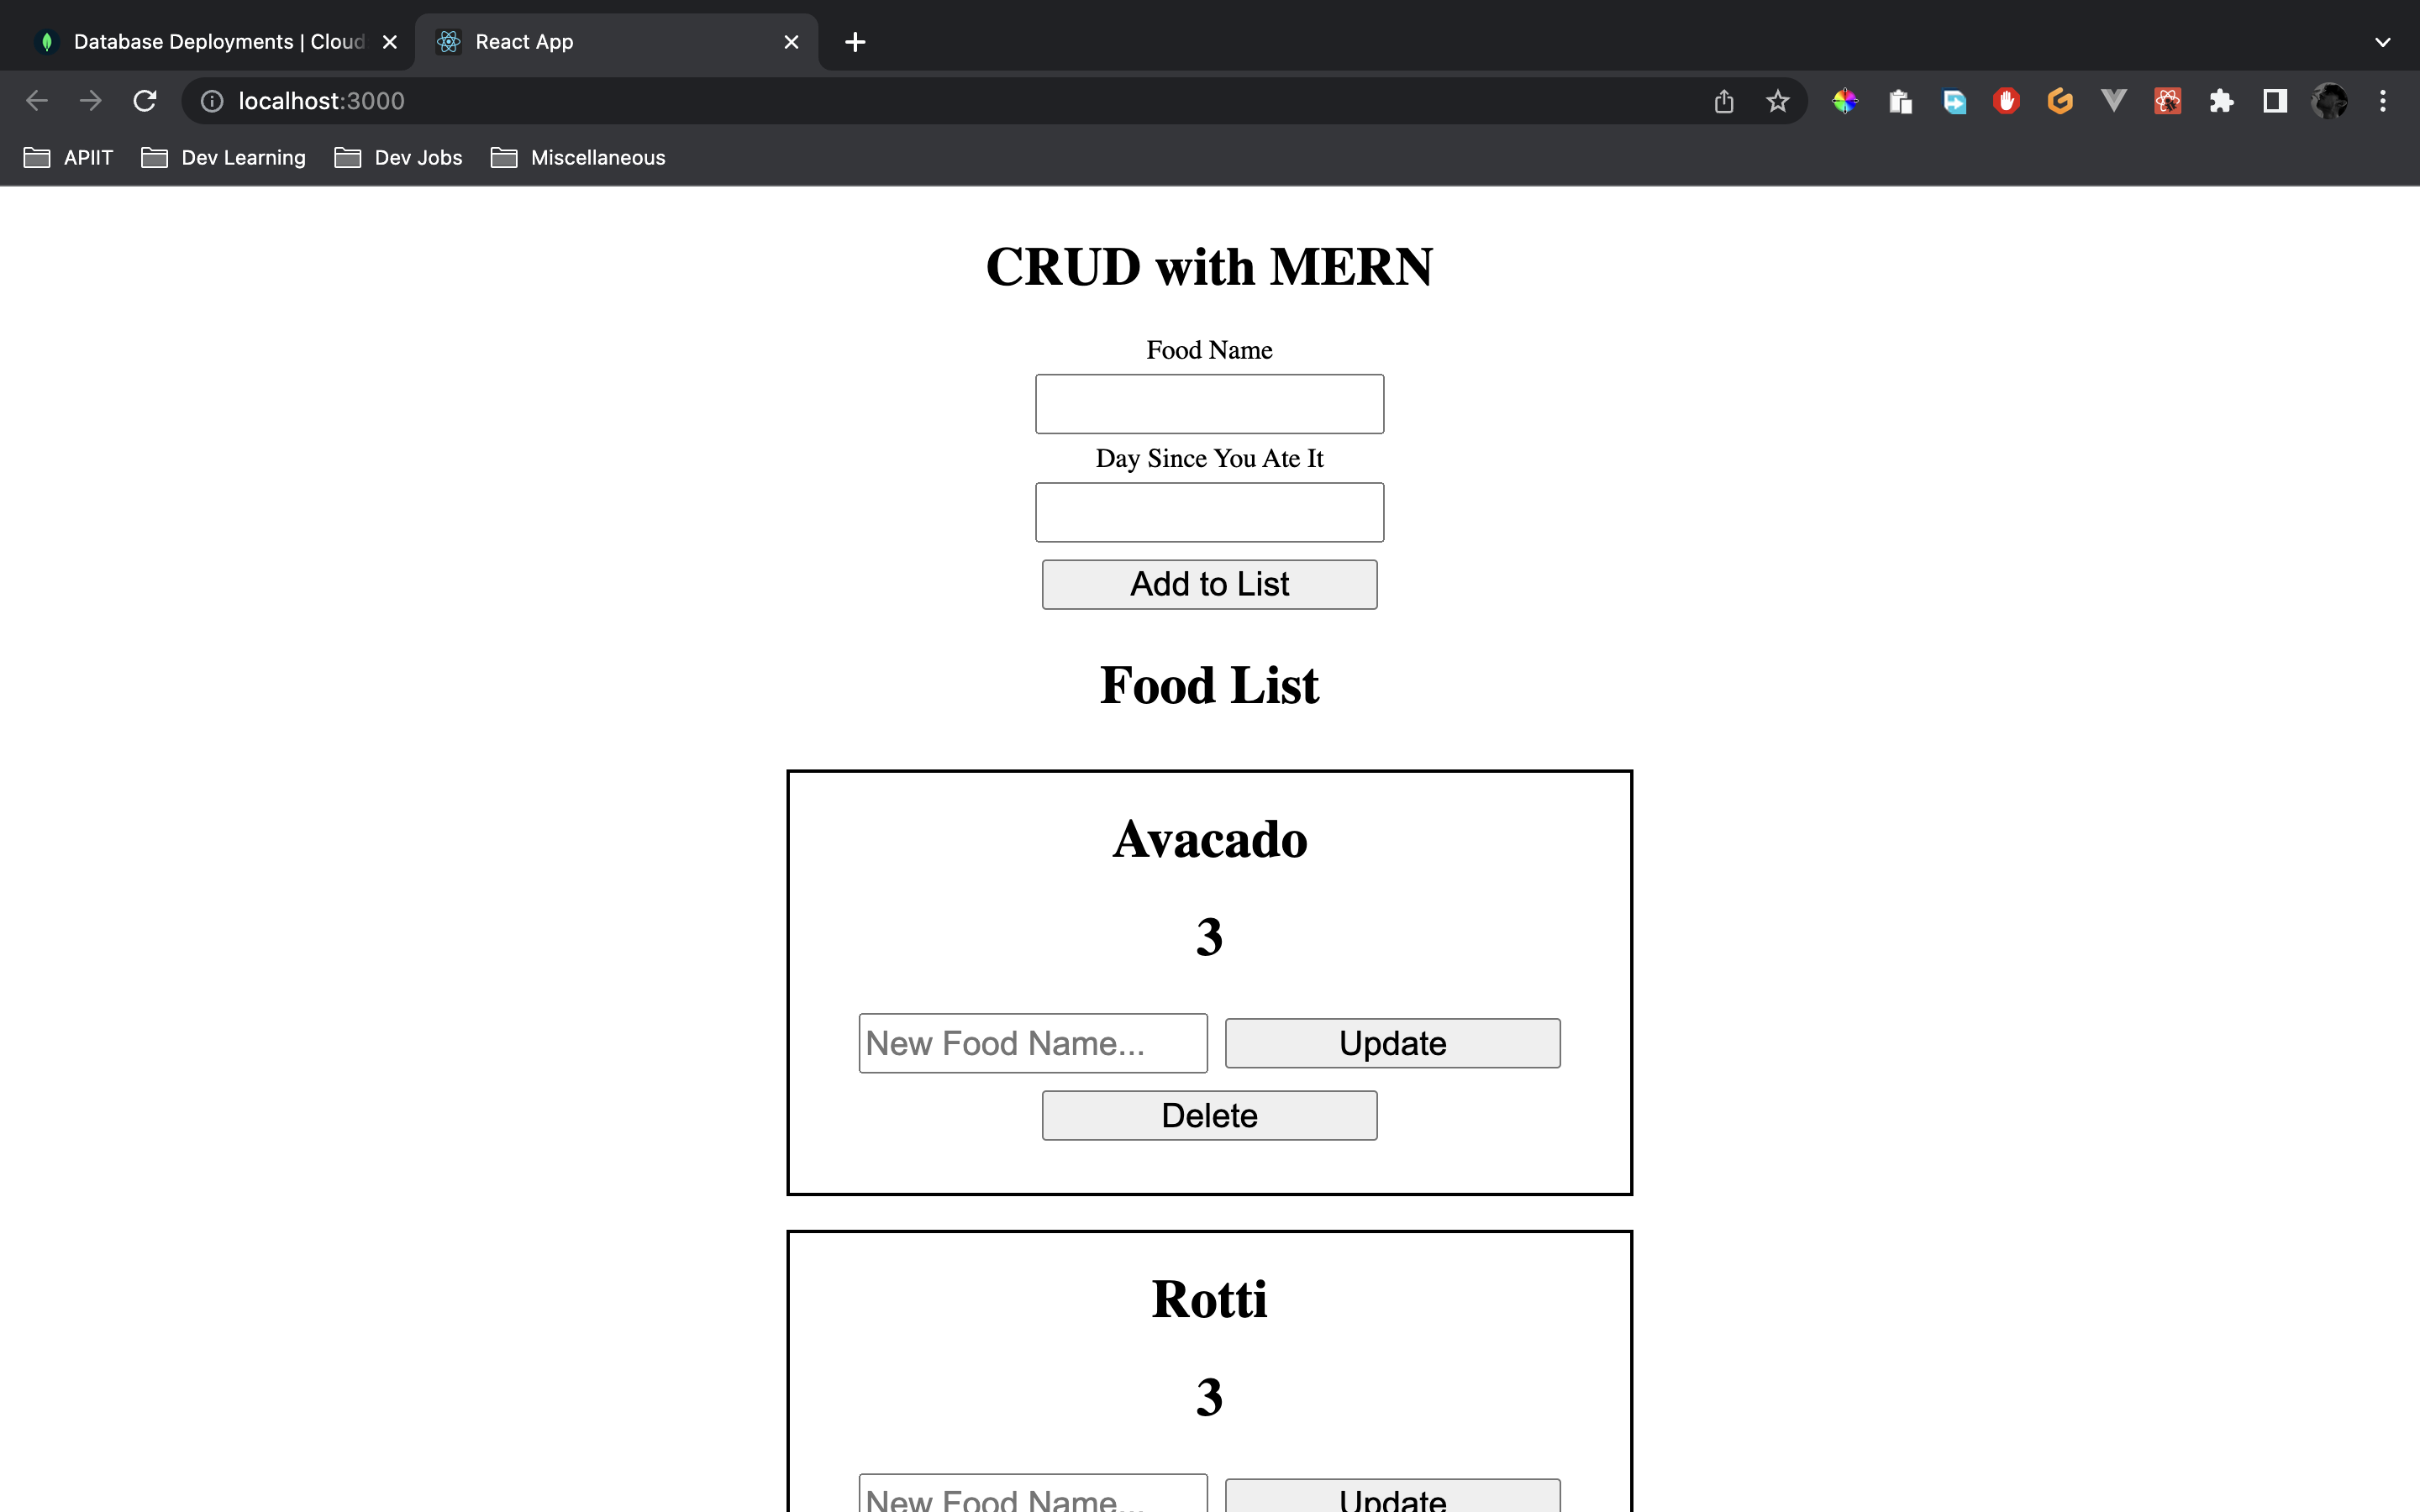 Database Deployments | Cloud
React App
localhost:3000
APIIT
Dev Learning
Dev Jobs
Miscellaneous
CRUD with MERN
Food Name
Day Since You Ate It
Add to List
Food List
Avacado
3
New Food Name... Update
Delete
Rotti
3
New Food Name... Update